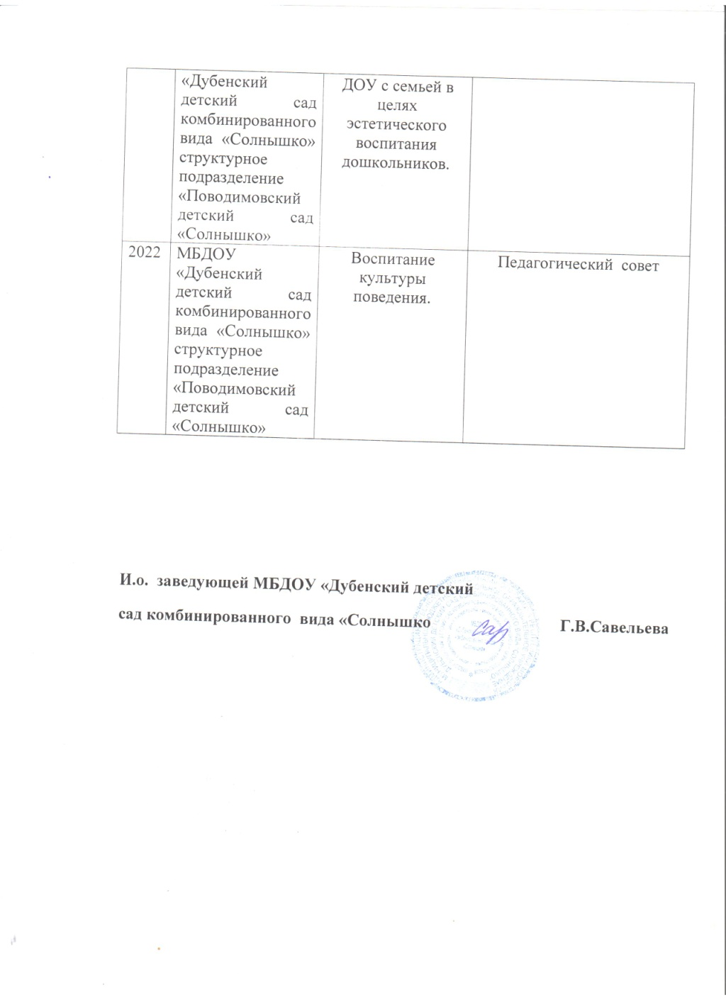 «Дубенский
детский сад
комбинированного
вида «Солнышко»
структурное
подразделение
«Поводимовский
детский сад
«Солнышко»
ДОУ с семьей в
целях
эстетического
воспитания
дошкольников.
2022
МБДОУ
«Дубенский
детский сад
комбинированного
вида «Солнышко»
структурное
подразделение
«Поводимовский
детский сад
«Солнышко»
Воспитание
культуры
поведения.
Педагогический совет
И.о. заведующей МБДОУ «Дубенский детский
сад комбинированного вида «Солнышко
Г.В.Савельева